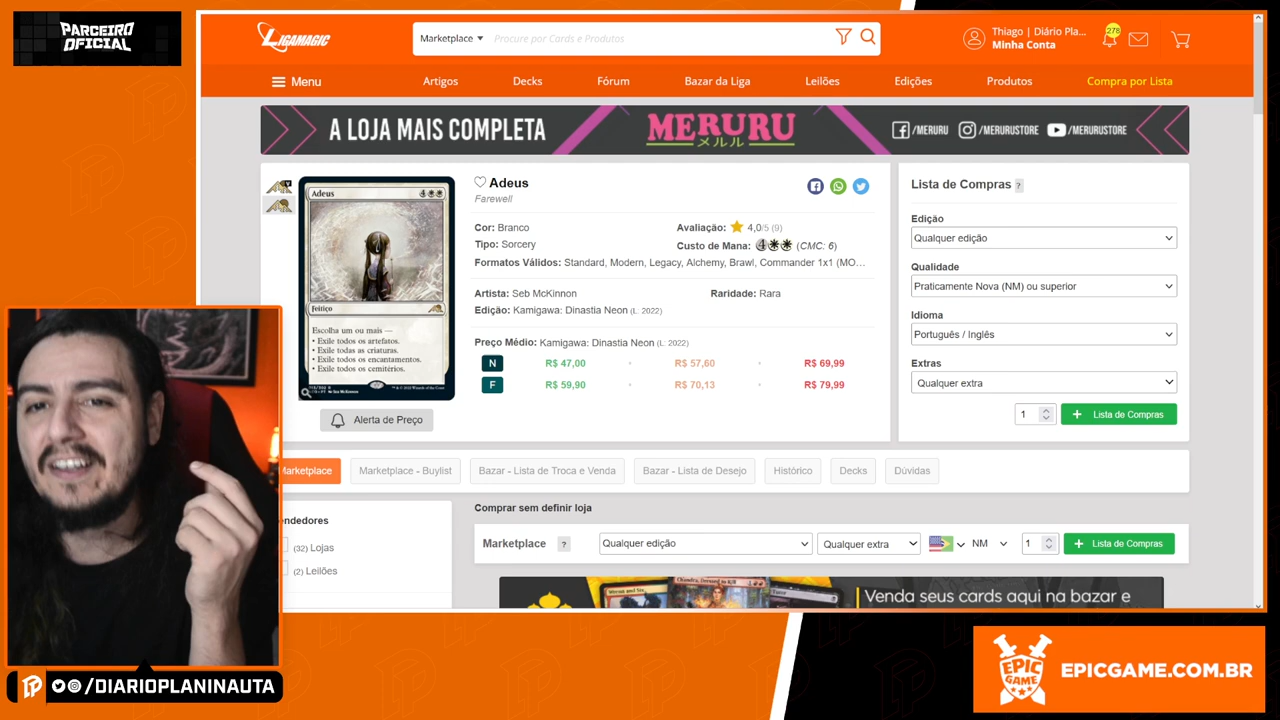 PARCEIRO
OFICIAL
LIGAMAGIC
Marketplace
Procure por Cards e Produtos
Thiago | Diário Pla...
Minha Conta
278
Menu
Artigos
Decks
Fórum
Bazar da Liga
Leilões
Edições
Produtos
Compra por Lista
A LOJA MAIS COMPLETA
MERURU
メルル
/MERURU
/MERURUSTORE
/MERURUSTORE
Adeus
4
Feitiço
Escolha um ou mais —
• Exile todos os artefatos.
• Exile todas as criaturas.
• Exile todos os encantamentos.
• Exile todos os cemitérios.
Alerta de Preço
Adeus
Farewell
Cor: Branco
Avaliação: 4,0/5 (9)
Tipo: Sorcery
Custo de Mana: 4 (CMC: 6)
Formatos Válidos: Standard, Modern, Legacy, Alchemy, Brawl, Commander 1x1 (MO...
Artista: Seb McKinnon
Raridade: Rara
Edição: Kamigawa: Dinastia Neon (L: 2022)
Preço Médio: Kamigawa: Dinastia Neon (L: 2022)
N R$ 47,00 • R$ 57,60 • R$ 69,99
F R$ 59,90 • R$ 70,13 • R$ 79,99
Lista de Compras ?
Edição
Qualquer edição
Qualidade
Praticamente Nova (NM) ou superior
Idioma
Português / Inglês
Extras
Qualquer extra
1
+ Lista de Compras
Marketplace
Marketplace - Buylist
Bazar - Lista de Troca e Venda
Bazar - Lista de Desejo
Histórico
Decks
Dúvidas
endedores
(32) Lojas
(2) Leilões
Comprar sem definir loja
Marketplace ?
Qualquer edição
Qualquer extra
NM
1
+ Lista de Compras
Venda seus cards aqui na bazar e
/DIARIOPLANINAUTA
EPIC
GAME
EPICGAME.COM.BR